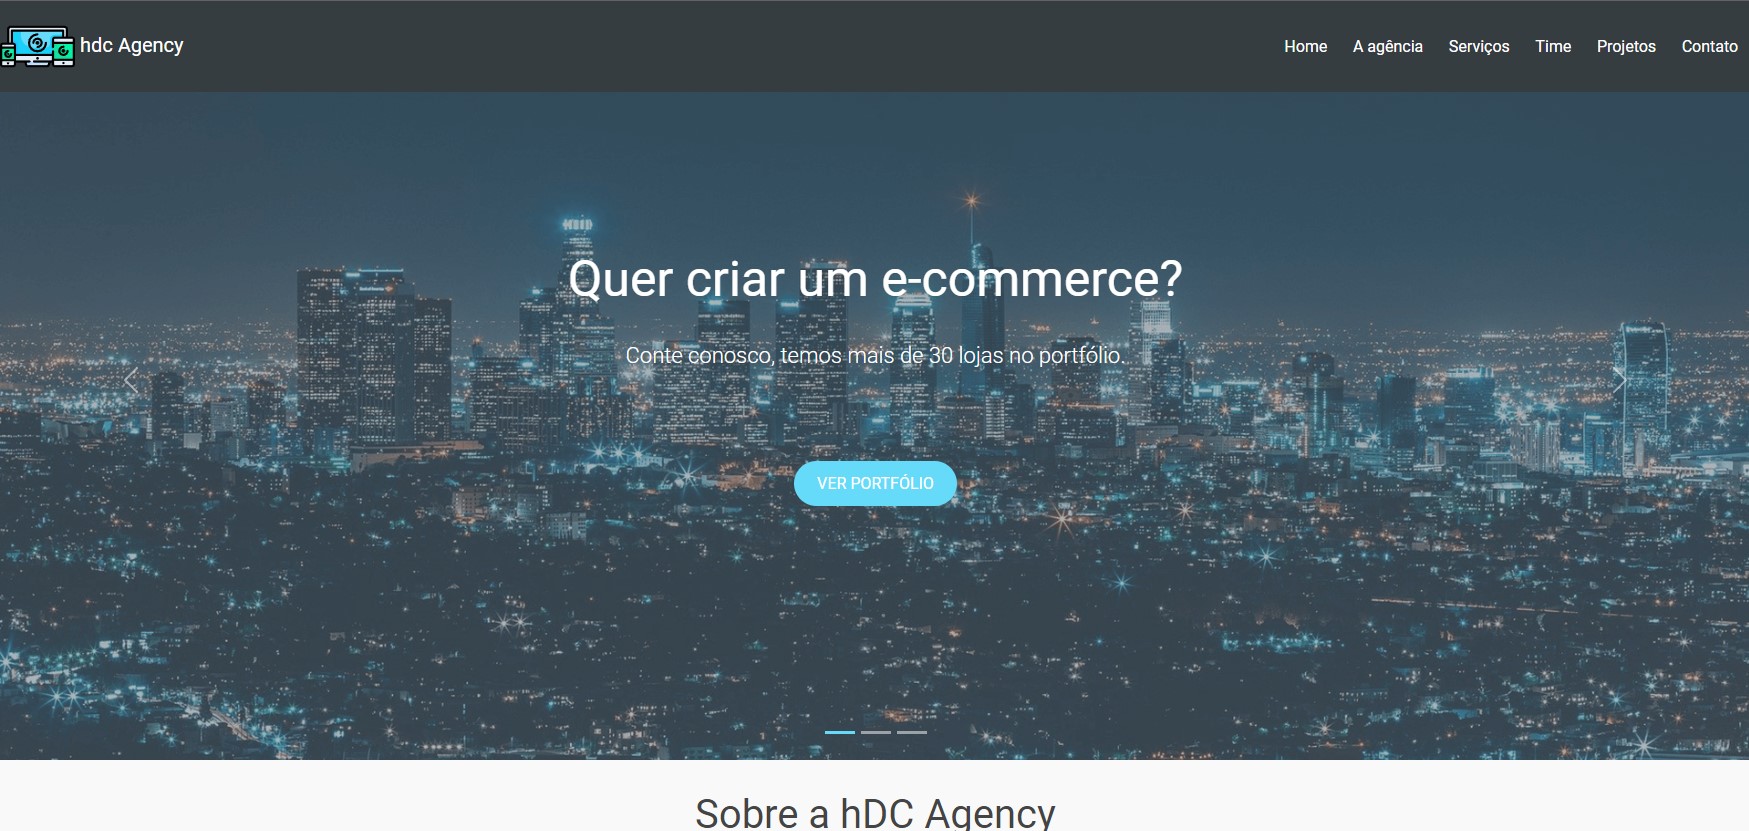 hdc Agency
Home A agência Serviços Time Projetos Contato
Quer criar um e-commerce?
Conte conosco, temos mais de 30 lojas no portfólio.
VER PORTFÓLIO
Sobre a hDC Agency